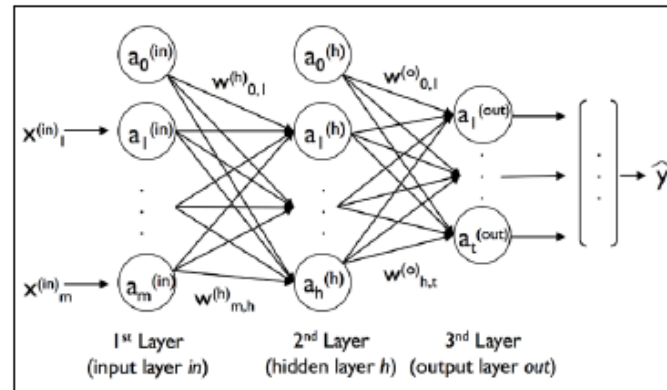 a₀⁽ⁱⁿ⁾ a₀⁽ʰ⁾
w⁽ʰ⁾₀,₁ w⁽ᵒ⁾₀,₁
x⁽ⁱⁿ⁾₁ a₁⁽ⁱⁿ⁾ a₁⁽ʰ⁾ a₁⁽ᵒᵘᵗ⁾
ŷ
x⁽ⁱⁿ⁾ₘ aₘ⁽ⁱⁿ⁾ w⁽ʰ⁾ₘ,ₕ aₕ⁽ʰ⁾ w⁽ᵒ⁾ₕ,ₜ aₜ⁽ᵒᵘᵗ⁾
1ˢᵗ Layer 2ⁿᵈ Layer 3ʳᵈ Layer
(input layer in) (hidden layer h) (output layer out)